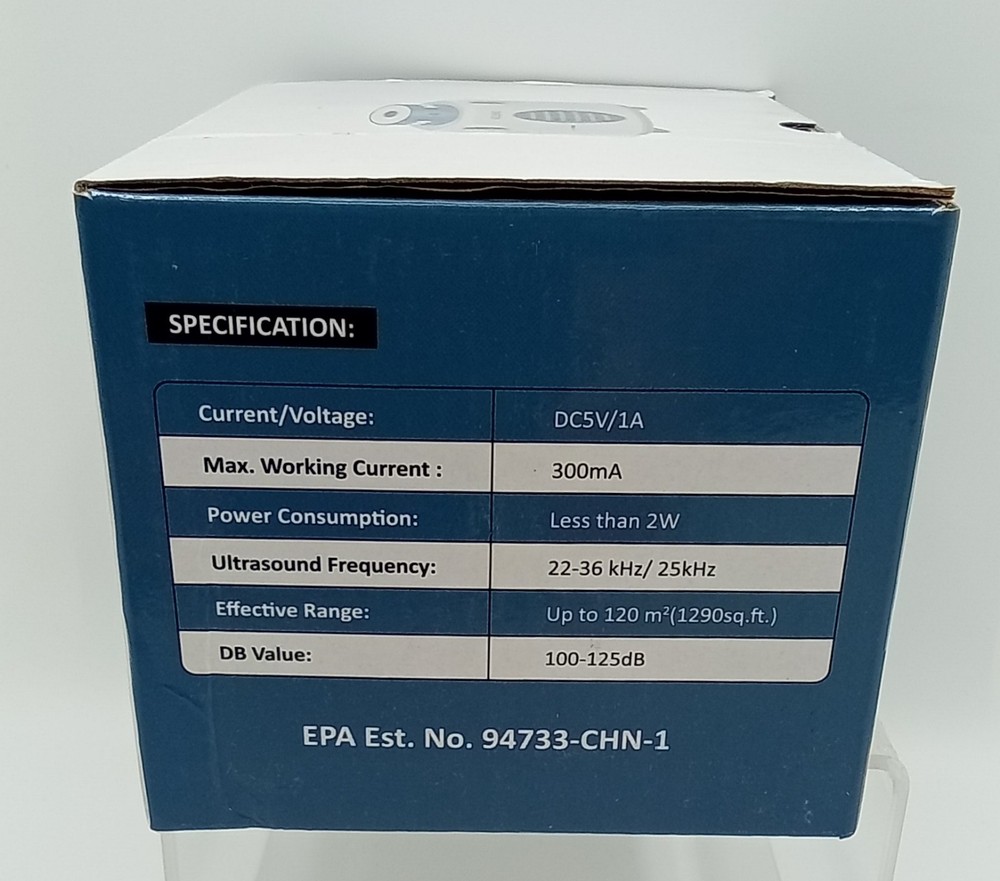 SPECIFICATION:
Current/Voltage: DC5V/1A
Max. Working Current : 300mA
Power Consumption: Less than 2W
Ultrasound Frequency: 22-36 kHz/ 25kHz
Effective Range: Up to 120 m²(1290sq.ft.)
DB Value: 100-125dB
EPA Est. No. 94733-CHN-1